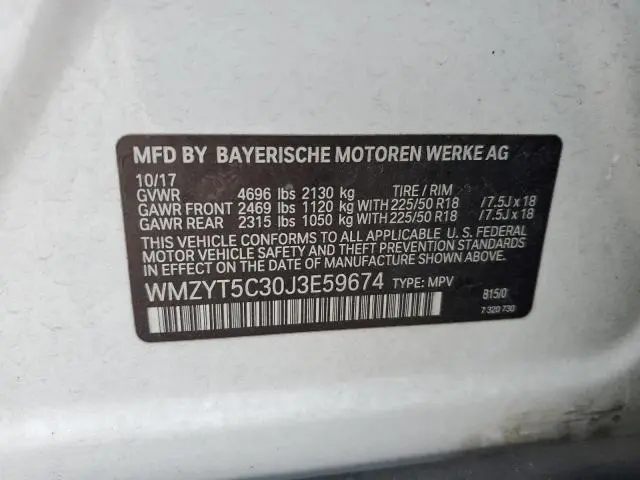 MFD BY BAYERISCHE MOTOREN WERKE AG
10/17
GVWR 4696 lbs 2130 kg TIRE / RIM
GAWR FRONT 2469 lbs 1120 kg WITH 225/50 R18 /7.5J x 18
GAWR REAR 2315 lbs 1050 kg WITH 225/50 R18 /7.5J x 18
THIS VEHICLE CONFORMS TO ALL APPLICABLE U. S. FEDERAL
MOTOR VEHICLE SAFETY, BUMPER, AND THEFT PREVENTION
STANDARDS IN EFFECT ON THE DATE OF MANUFACTURE SHOWN
ABOVE.
WMZYT5C30J3E59674 TYPE: MPV B15/0
7 320 730